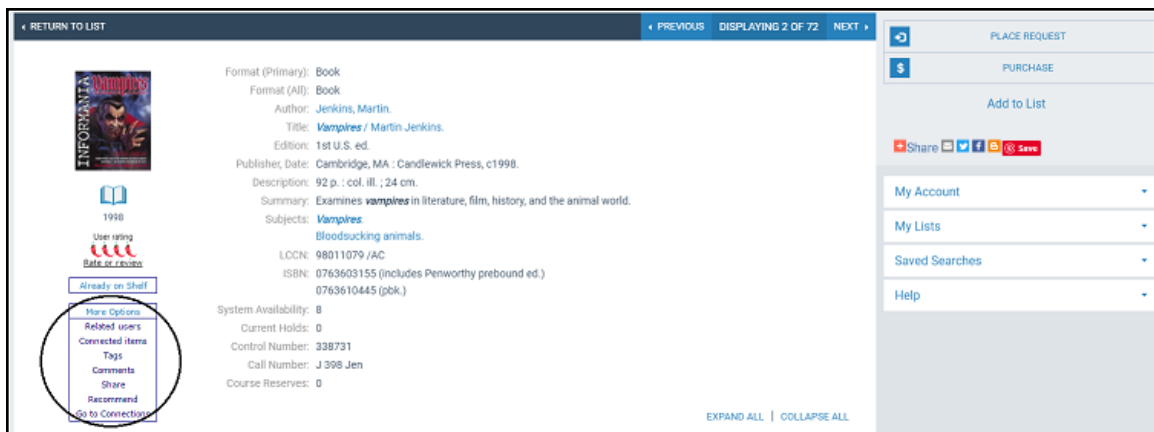 RETURN TO LIST
PREVIOUS DISPLAYING 2 OF 72 NEXT
INFORMANIA
Vampires
1998
User rating
Rate or review
Already on Shelf
More Options
Related users
Connected items
Tags
Comments
Share
Recommend
Go to Connections
Format (Primary): Book
Format (All): Book
Author: Jenkins, Martin.
Title: Vampires / Martin Jenkins.
Edition: 1st U.S. ed.
Publisher, Date: Cambridge, MA : Candlewick Press, c1998.
Description: 92 p. : col. ill. ; 24 cm.
Summary: Examines vampires in literature, film, history, and the animal world.
Subjects: Vampires.
Bloodsucking animals.
LCCN: 98011079 /AC
ISBN: 0763603155 (includes Penworthy prebound ed.)
0763610445 (pbk.)
System Availability: 8
Current Holds: 0
Control Number: 338731
Call Number: J 398 Jen
Course Reserves: 0
EXPAND ALL | COLLAPSE ALL
PLACE REQUEST
$ PURCHASE
Add to List
Share Save
My Account
My Lists
Saved Searches
Help